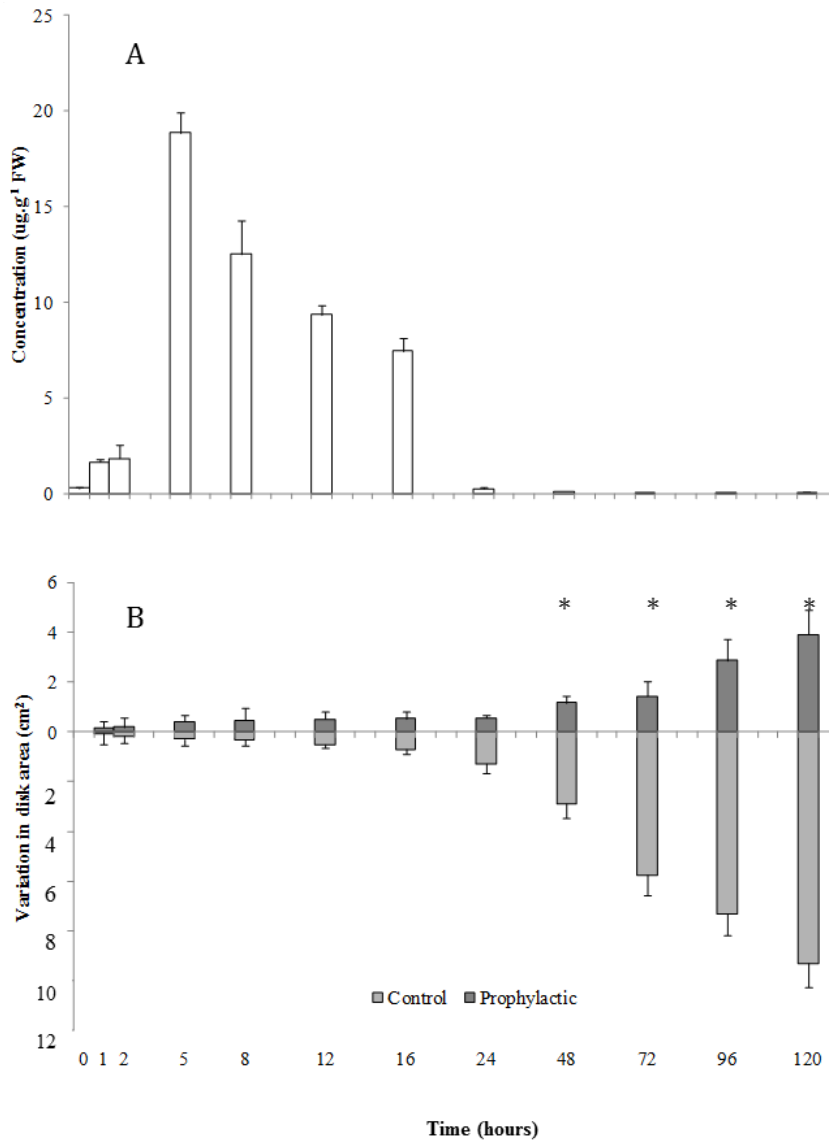 A
Concentration (ug.g⁻¹ FW)
25
20
15
10
5
0
B
Variation in disk area (cm²)
6
4
2
0
2
4
6
8
10
12
* * * *
Control Prophylactic
0 1 2 5 8 12 16 24 48 72 96 120
Time (hours)